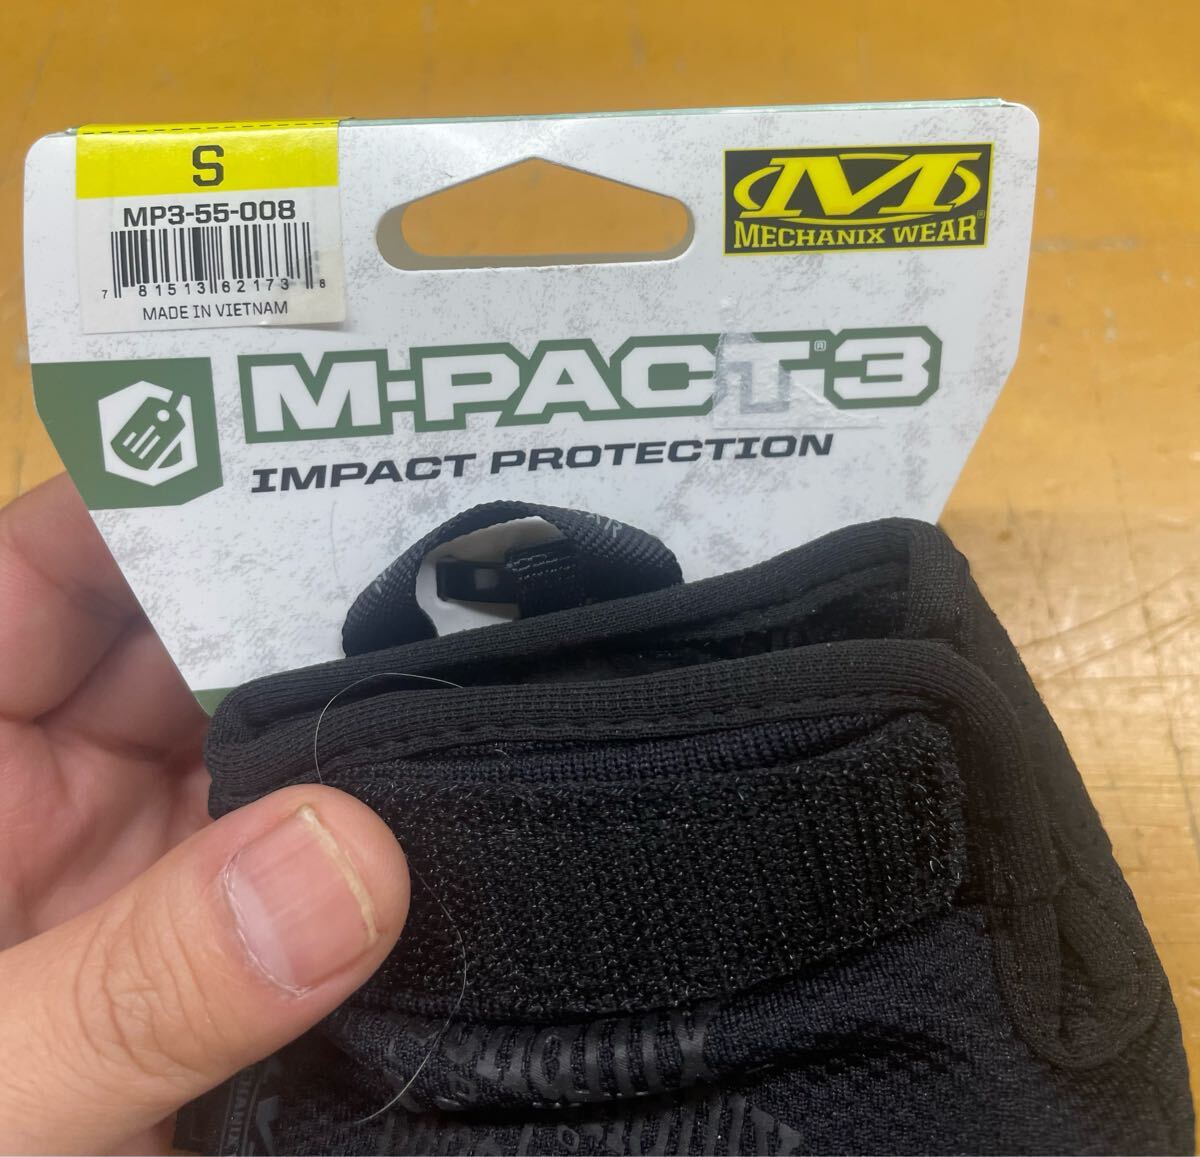 S
MP3-55-008
7 81513 62173 8
MADE IN VIETNAM
MECHANIX WEAR®
M-PACT®3
IMPACT PROTECTION